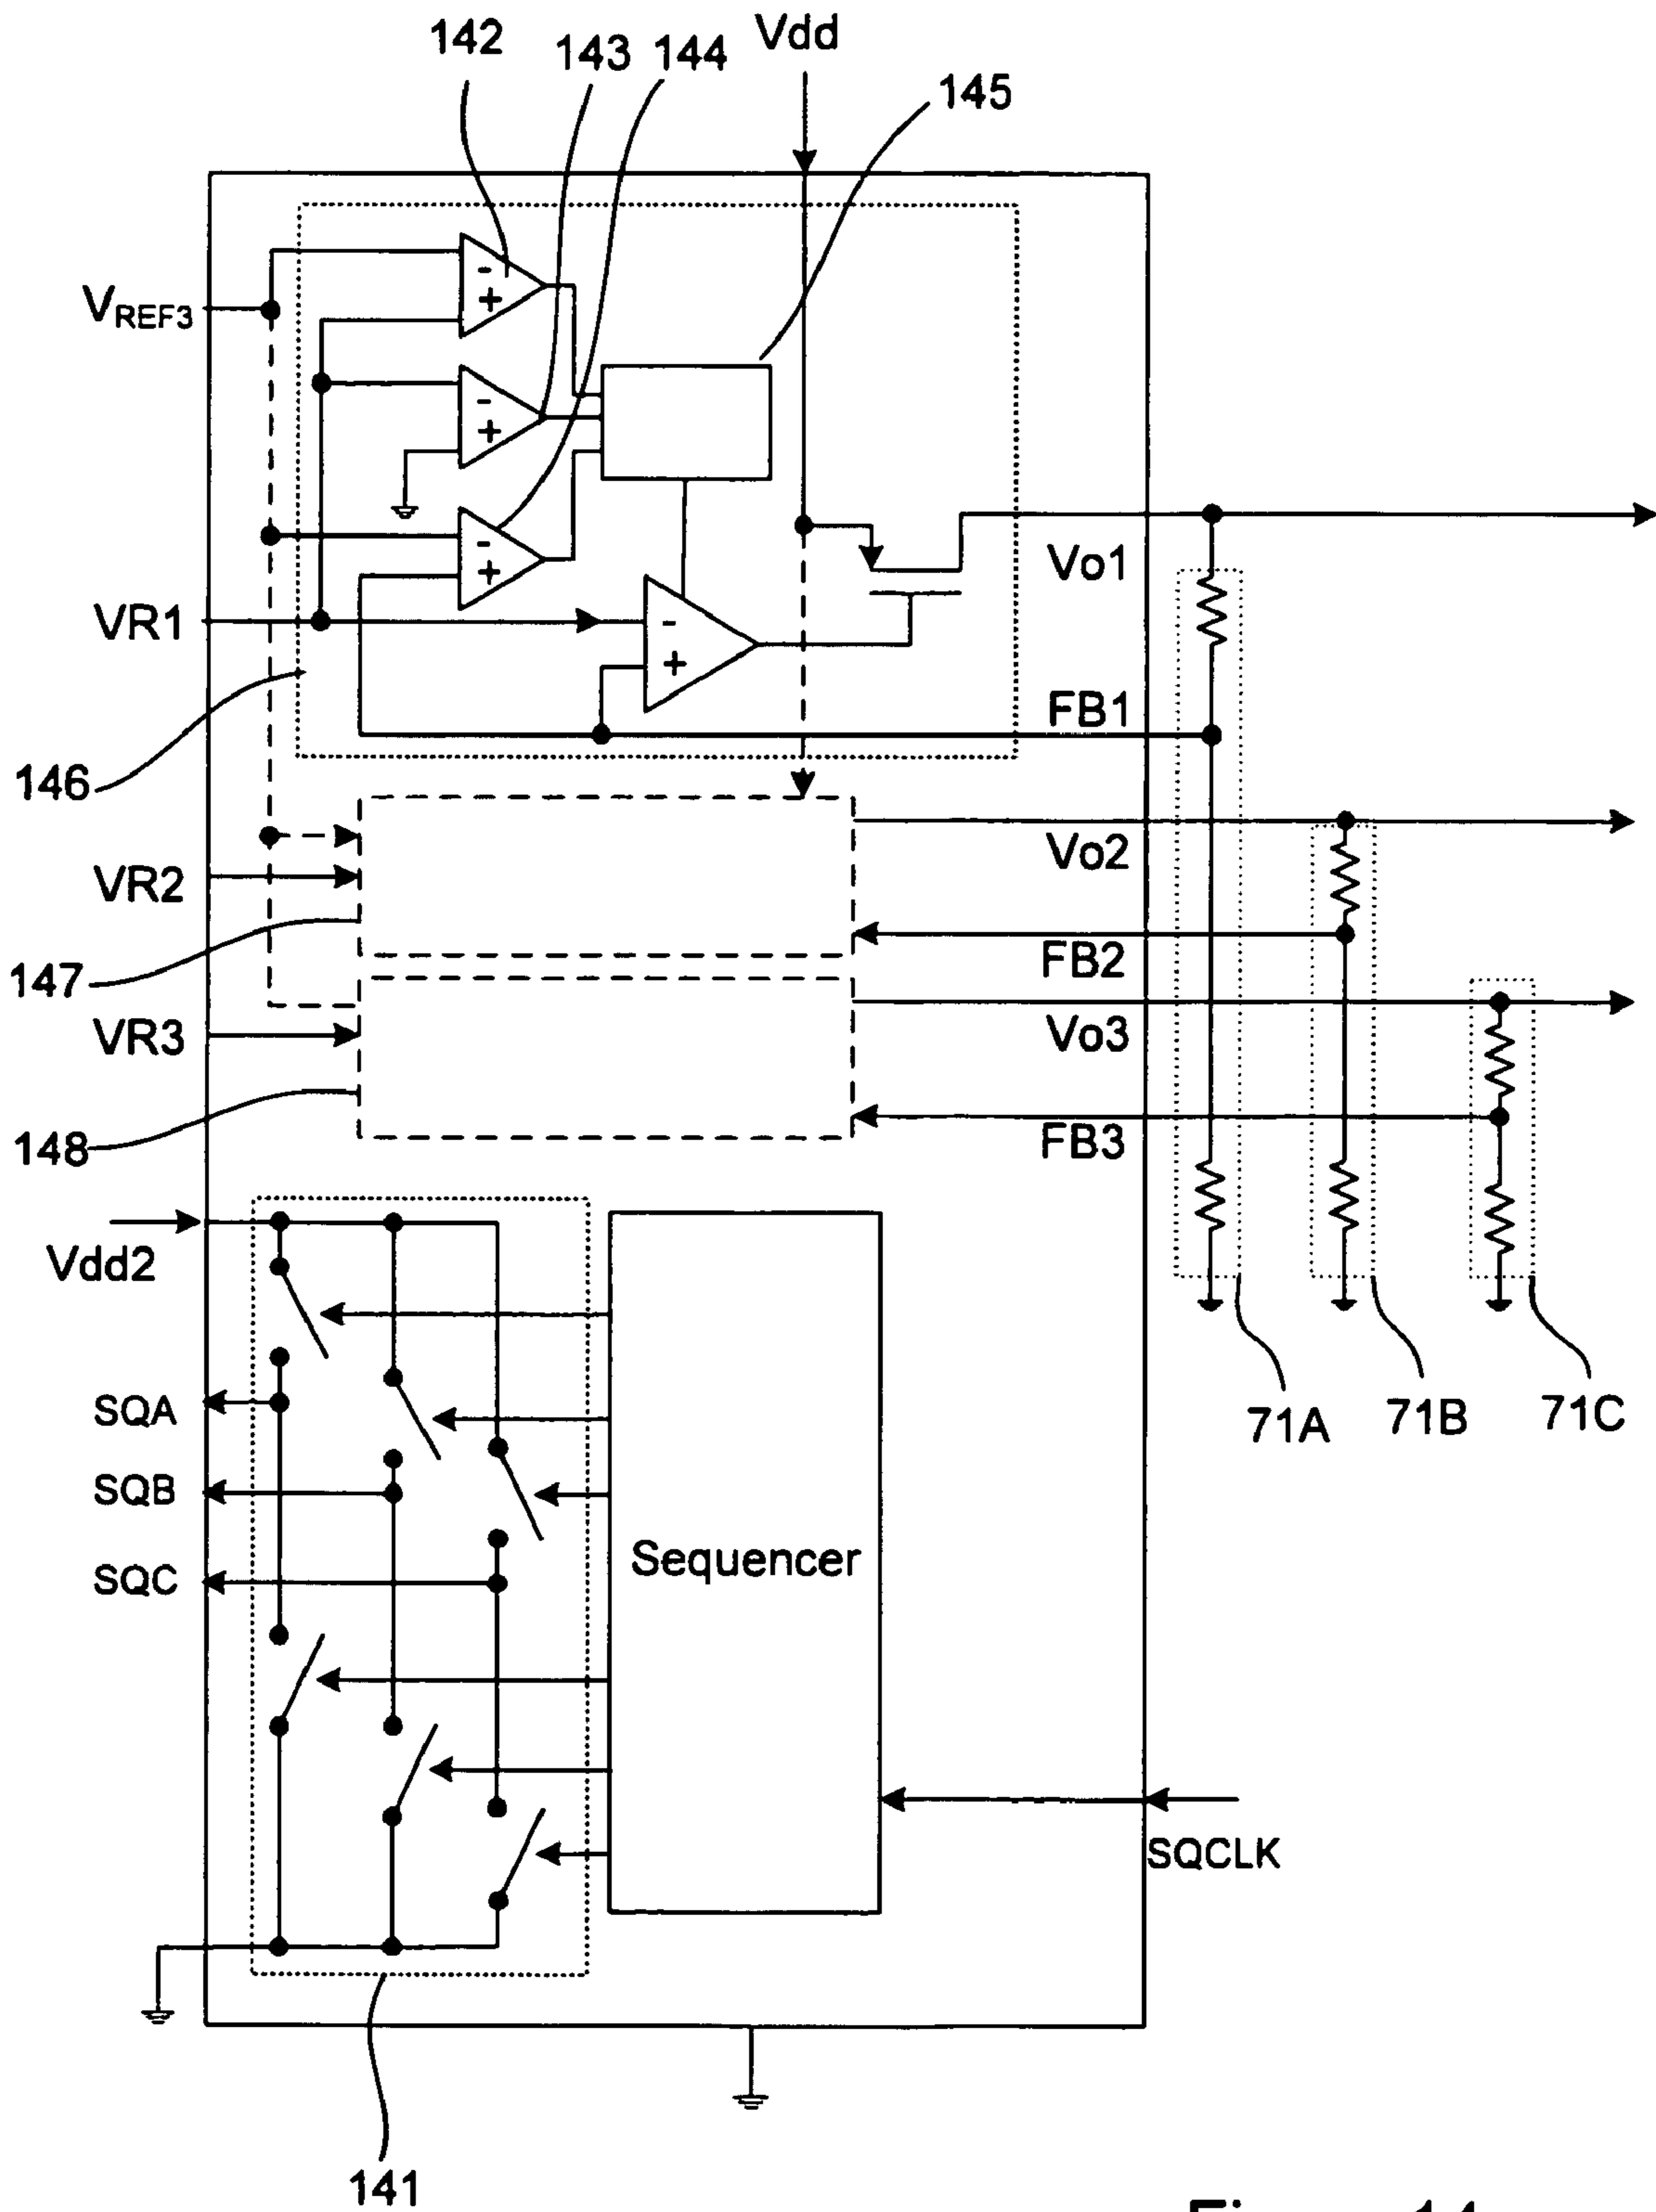 142
143
144
Vdd
145
VREF3
-
+
-
+
-
+
VR1
-
+
Vo1
FB1
146
VR2
Vo2
147
FB2
VR3
Vo3
148
FB3
Vdd2
SQA
SQB
SQC
Sequencer
71A
71B
71C
SQCLK
141